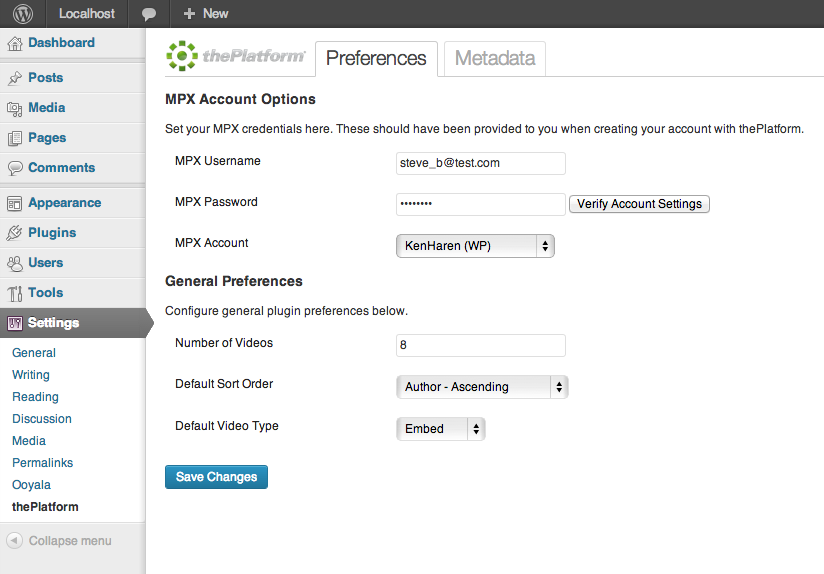 Localhost
New
Dashboard
Posts
Media
Pages
Comments
Appearance
Plugins
Users
Tools
Settings
General
Writing
Reading
Discussion
Media
Permalinks
Ooyala
thePlatform
Collapse menu
thePlatform
Preferences
Metadata
MPX Account Options
Set your MPX credentials here. These should have been provided to you when creating your account with thePlatform.
MPX Username
steve_b@test.com
MPX Password
••••••••
Verify Account Settings
MPX Account
KenHaren (WP)
General Preferences
Configure general plugin preferences below.
Number of Videos
8
Default Sort Order
Author - Ascending
Default Video Type
Embed
Save Changes